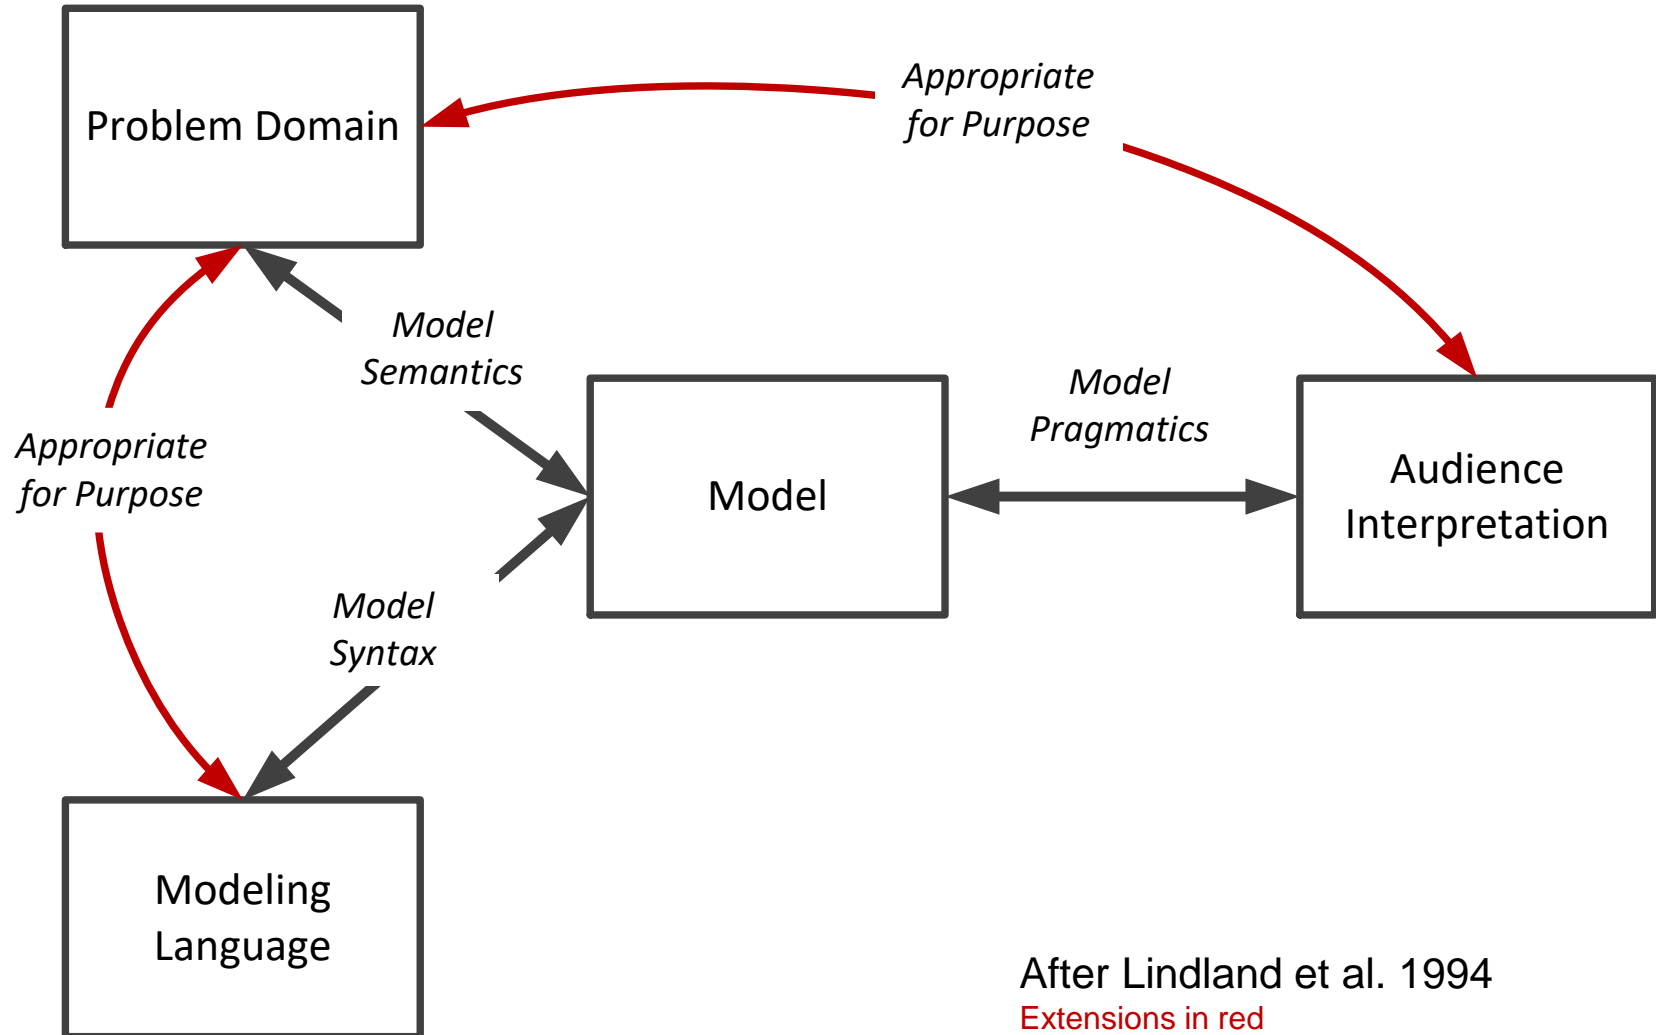 Problem Domain
Appropriate
for Purpose
Model
Semantics
Model
Pragmatics
Appropriate
for Purpose
Model
Audience
Interpretation
Model
Syntax
Modeling
Language
After Lindland et al. 1994
Extensions in red